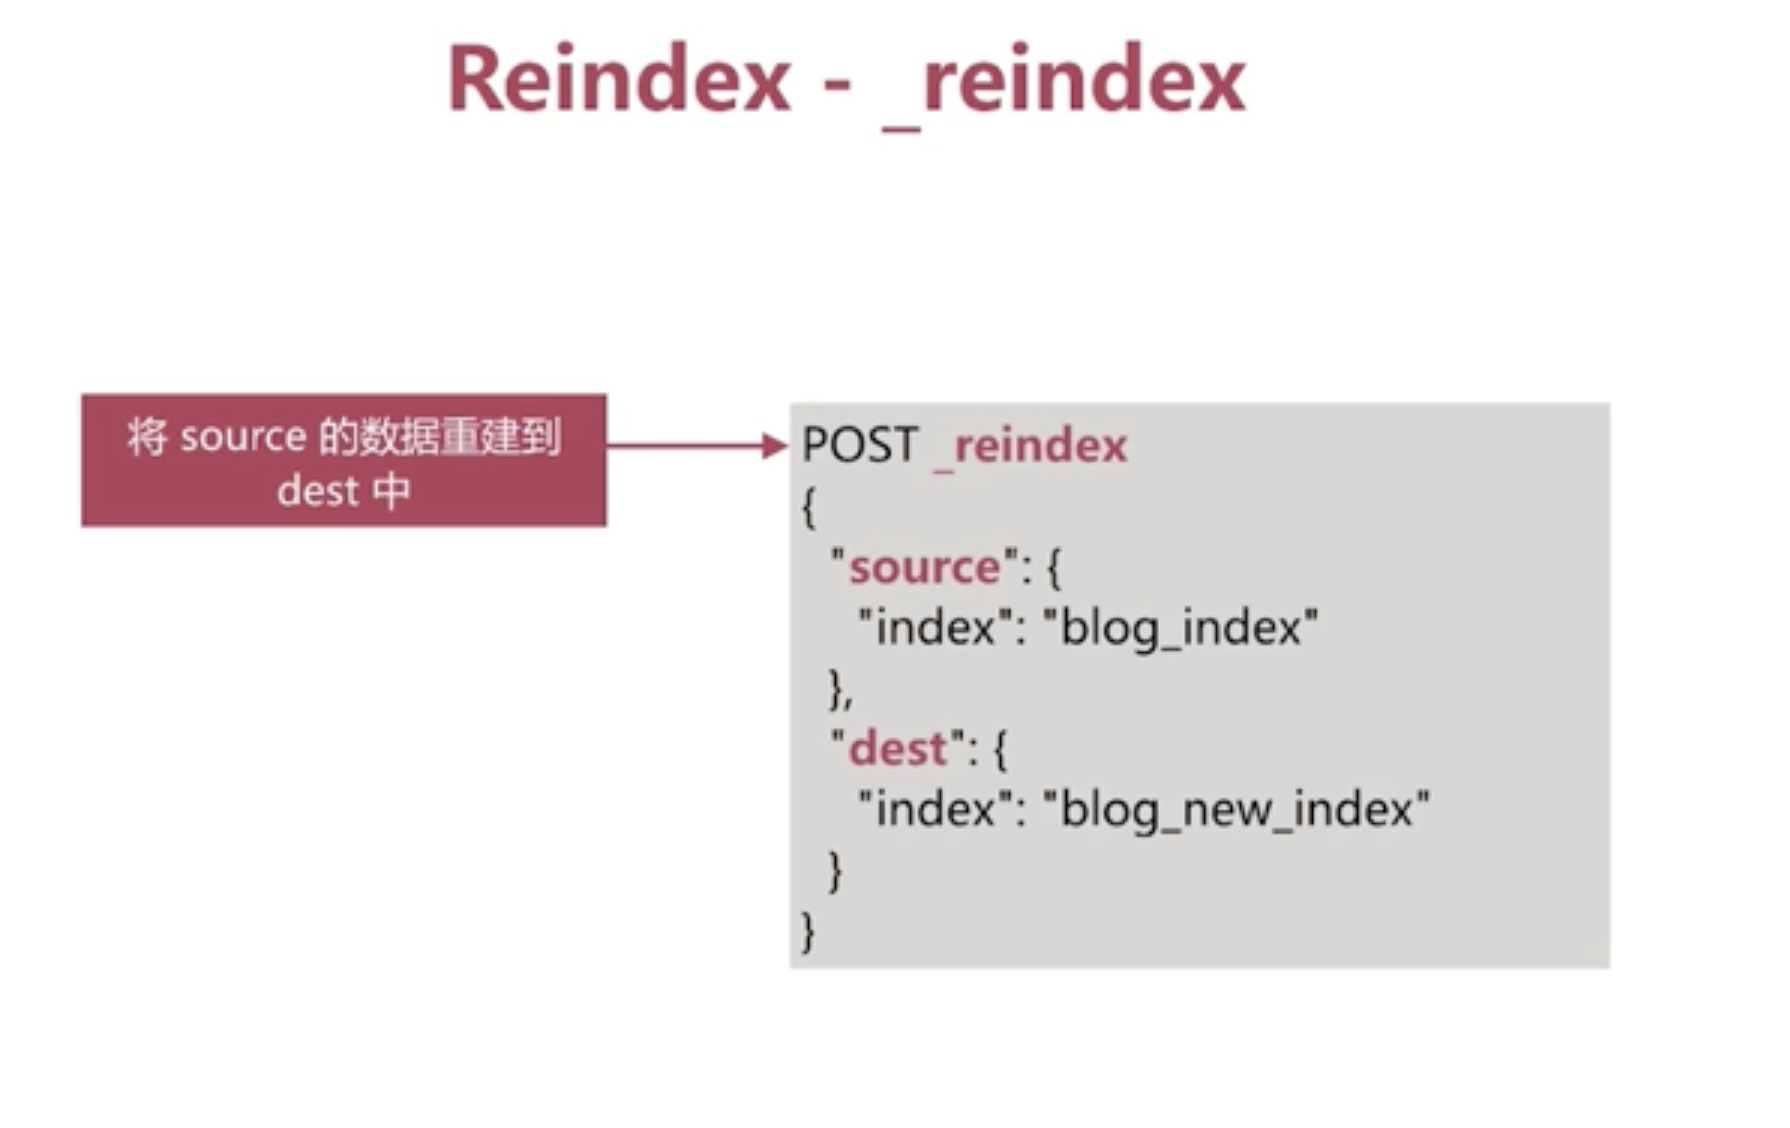 Reindex - _reindex
将 source 的数据重建到
dest 中
POST _reindex
{
"source": {
"index": "blog_index"
},
"dest": {
"index": "blog_new_index"
}
}